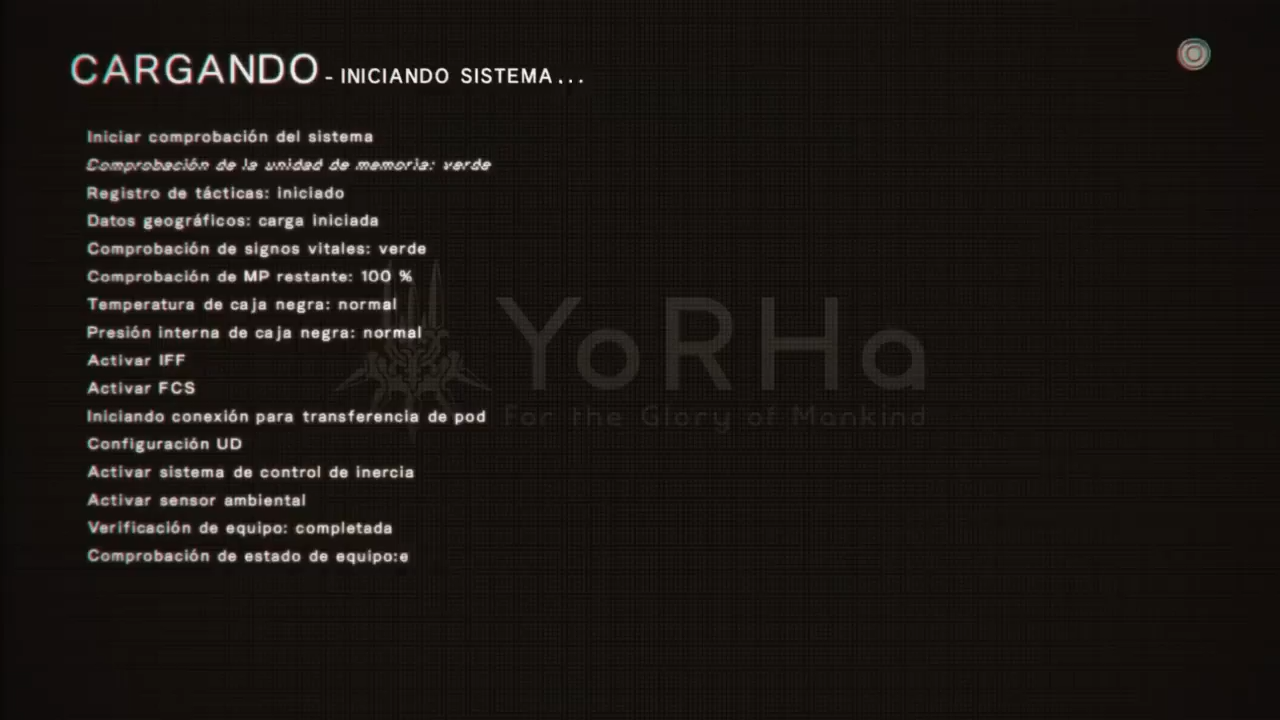 CARGANDO - INICIANDO SISTEMA...
Iniciar comprobación del sistema
Comprobación de la unidad de memoria: verde
Registro de tácticas: iniciado
Datos geográficos: carga iniciada
Comprobación de signos vitales: verde
Comprobación de MP restante: 100 %
Temperatura de caja negra: normal
Presión interna de caja negra: normal
Activar IFF
Activar FCS
Iniciando conexión para transferencia de pod
Configuración UD
Activar sistema de control de inercia
Activar sensor ambiental
Verificación de equipo: completada
Comprobación de estado de equipo:e
YoRHa
For the Glory of Mankind